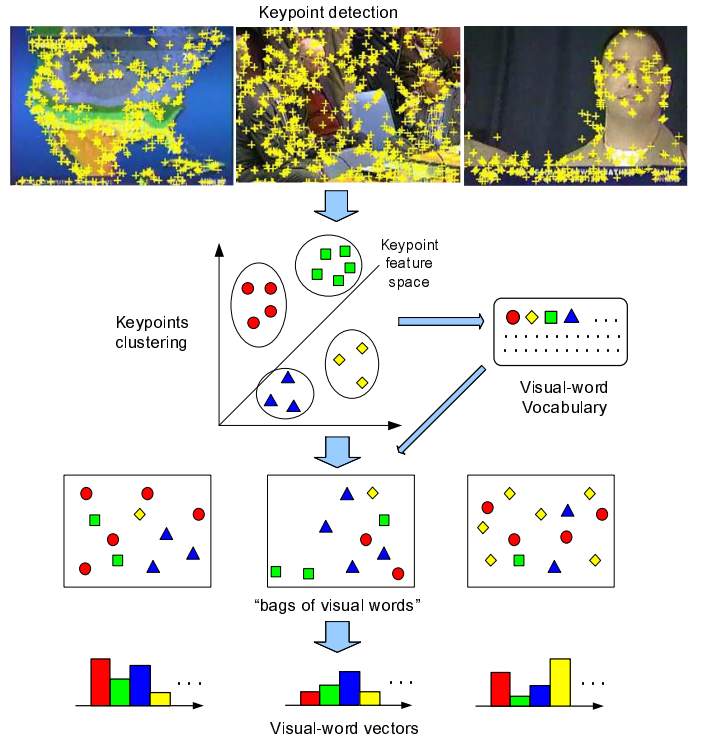 Keypoint detection
Keypoint
feature
space
Keypoints
clustering
Visual-word
Vocabulary
“bags of visual words”
Visual-word vectors